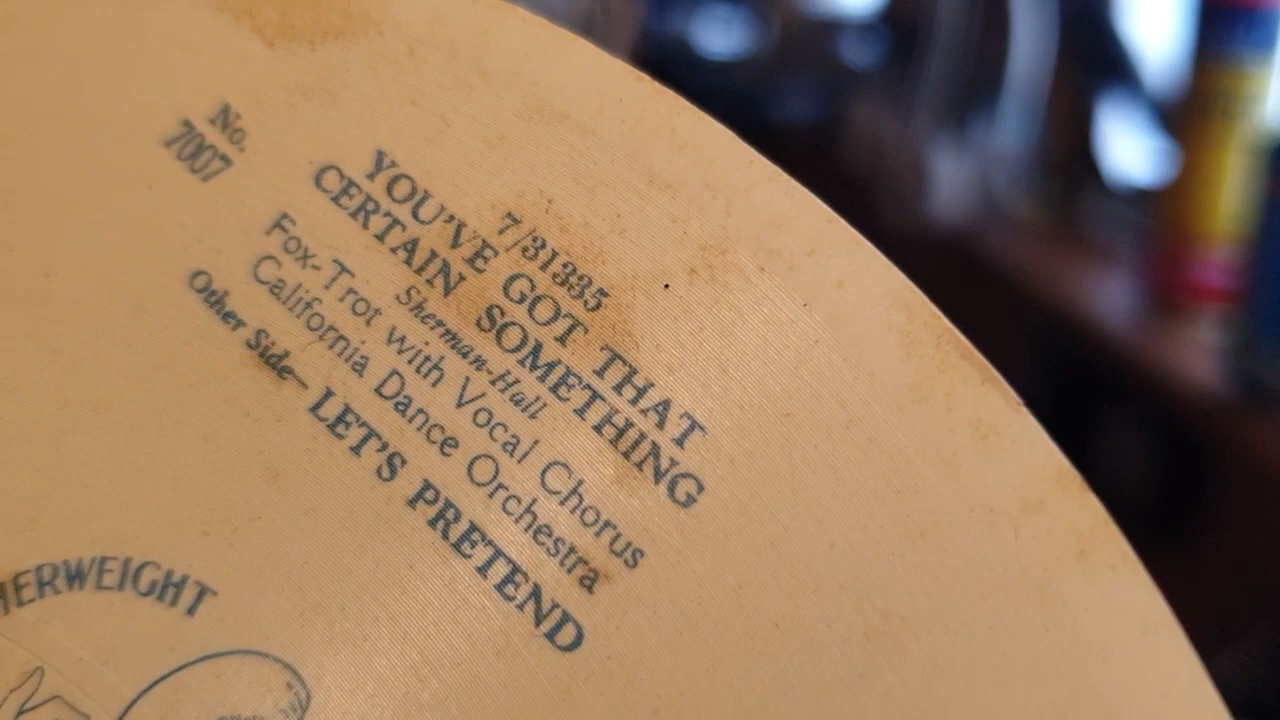 No.
7007
7/31335
YOU'VE GOT THAT
CERTAIN SOMETHING
Sherman-Hall
Fox-Trot with Vocal Chorus
California Dance Orchestra
Other Side— LET'S PRETEND
HERWEIGHT